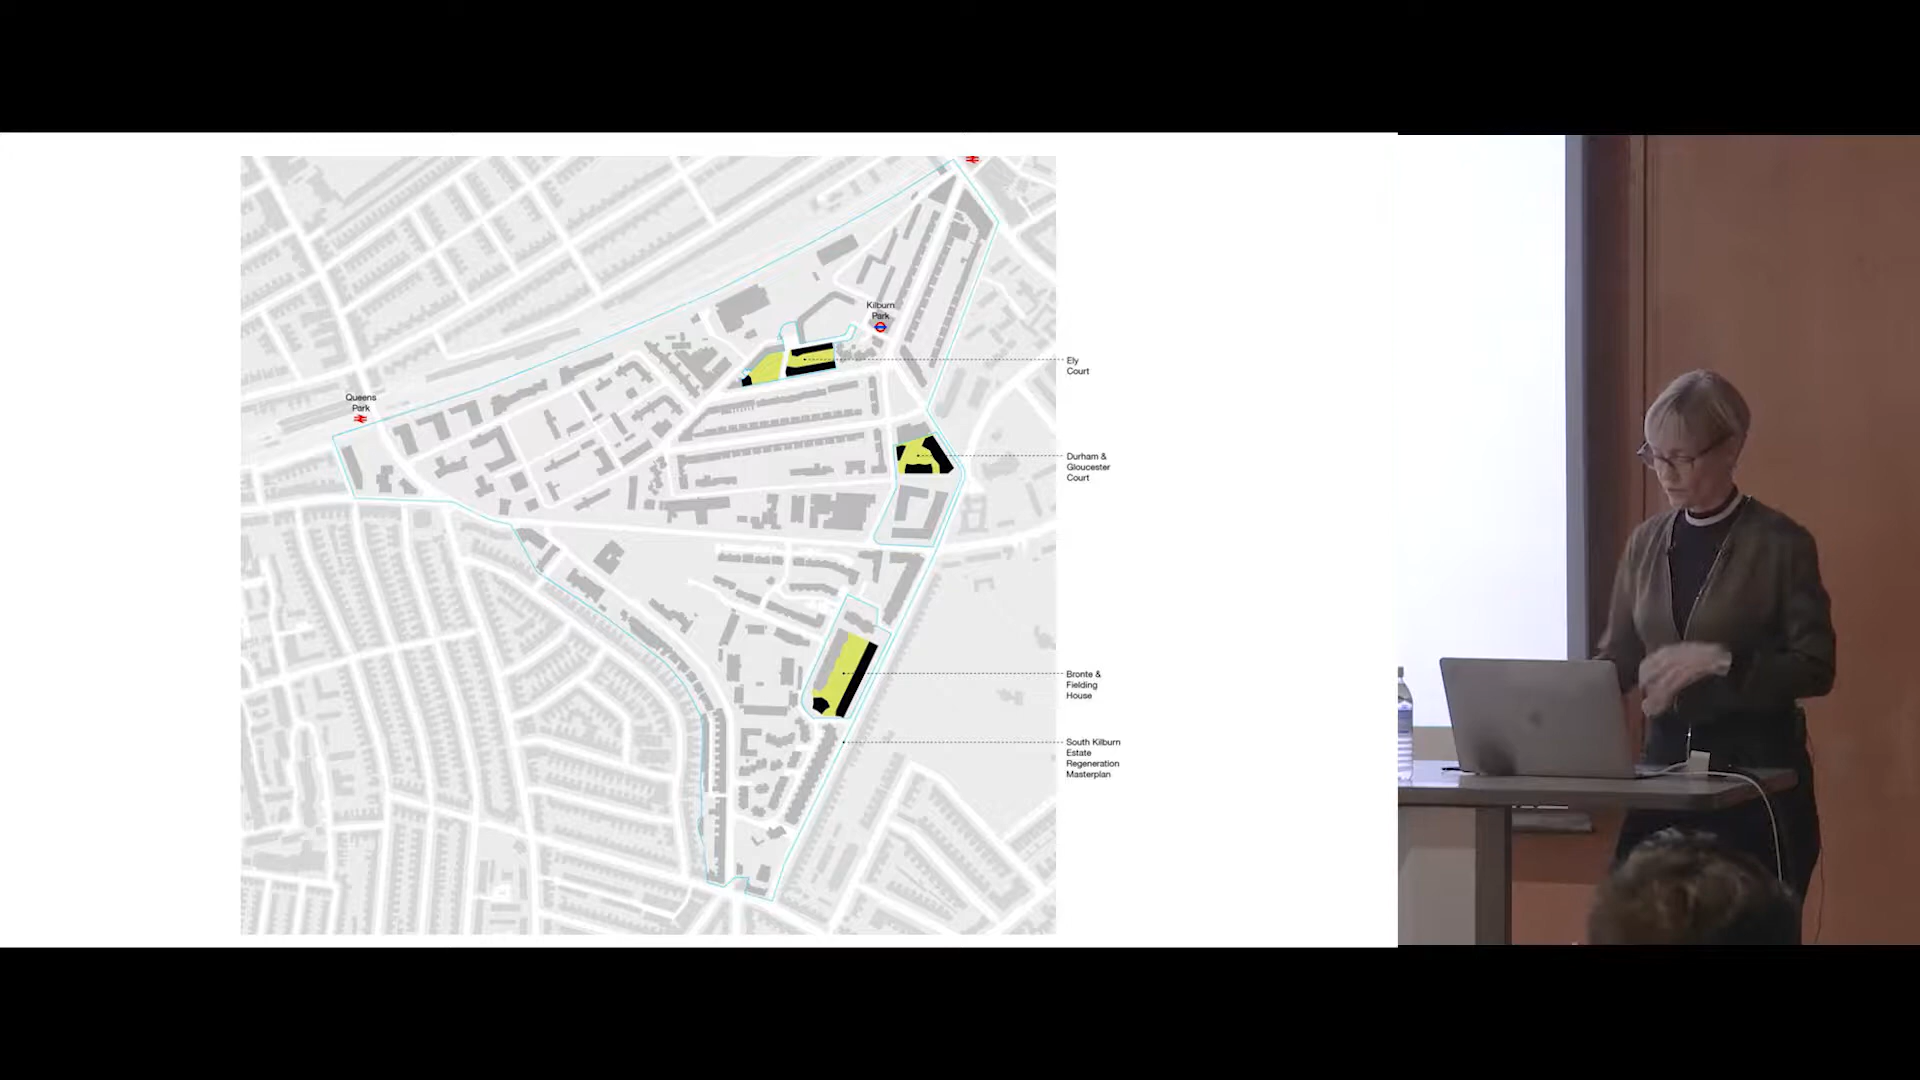 Kilburn
Park
Ely
Court
Queens
Park
Durham &
Gloucester
Court
Bronte &
Fielding
House
South Kilburn
Estate
Regeneration
Masterplan